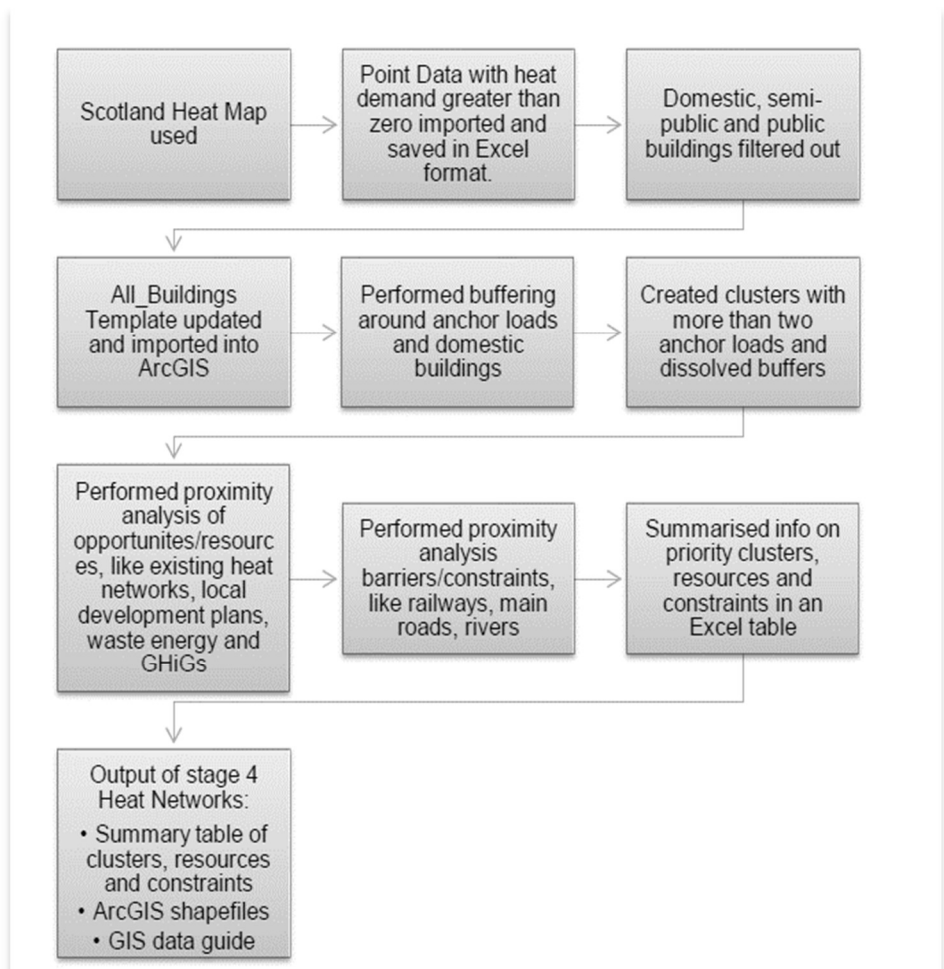 Scotland Heat Map
used
Point Data with heat
demand greater than
zero imported and
saved in Excel
format.
Domestic, semi-
public and public
buildings filtered out
All_Buildings
Template updated
and imported into
ArcGIS
Performed buffering
around anchor loads
and domestic
buildings
Created clusters with
more than two
anchor loads and
dissolved buffers
Performed proximity
analysis of
opportunites/resourc
es, like existing heat
networks, local
development plans,
waste energy and
GHiGs
Performed proximity
analysis
barriers/constraints,
like railways, main
roads, rivers
Summarised info on
priority clusters,
resources and
constraints in an
Excel table
Output of stage 4
Heat Networks:
• Summary table of
clusters, resources
and constraints
• ArcGIS shapefiles
• GIS data guide